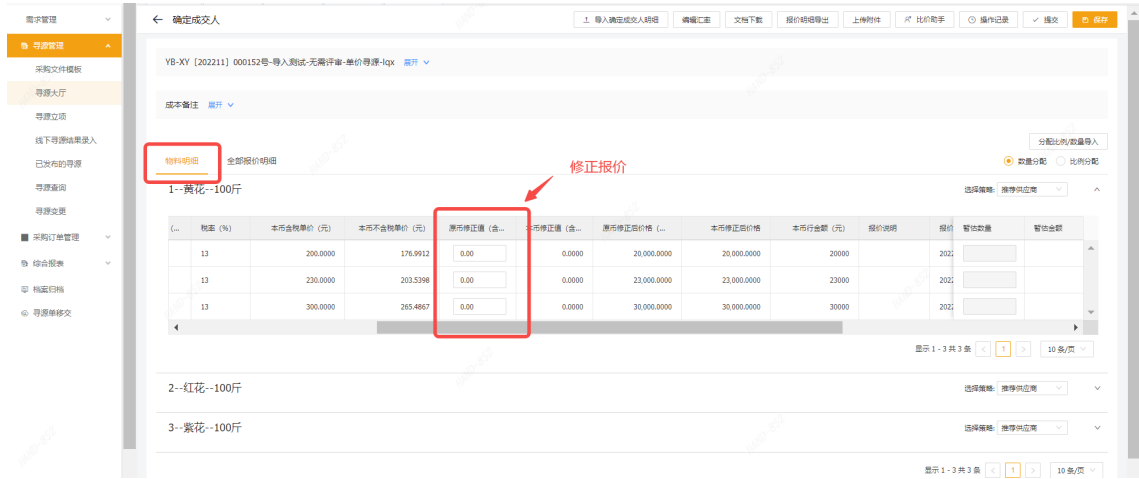 需求管理
← 确定成交人
导入确定成交人明细 编辑汇率 文档下载 报价明细导出 上传附件 比价助手 操作记录 提交 保存
寻源管理
采购文件模板
寻源大厅
寻源立项
线下寻源结果录入
已发布的寻源
寻源查询
寻源变更
采购订单管理
综合报表
档案归档
寻源单移交
YB-XY [202211] 000152号-导入测试-无需评审-单价寻源-lqx 展开
成本备注 展开
分配比例/数量导入
物料明细 全部报价明细
数量分配 比例分配
修正报价
1--黄花--100斤
选择策略: 推荐供应商
(... 税率 (%) 本币含税单价 (元) 本币不含税单价 (元) 原币修正值 (含... 本币修正值 (含... 原币修正后价格 (... 本币修正后价格 本币行金额 (元) 报价说明 报价 暂估数量 暂估金额
13 200.0000 176.9912 0.00 0.0000 20,000.0000 20,000.0000 20000 2022
13 230.0000 203.5398 0.00 0.0000 23,000.0000 23,000.0000 23000 2022
13 300.0000 265.4867 0.00 0.0000 30,000.0000 30,000.0000 30000 2022
显示 1 - 3 共 3 条 < 1 > 10 条/页
2--红花--100斤
选择策略: 推荐供应商
3--紫花--100斤
选择策略: 推荐供应商
显示 1 - 3 共 3 条 < 1 > 10 条/页